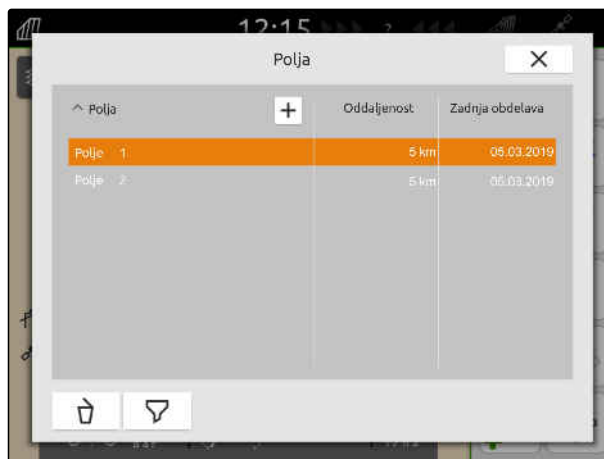 12:15
Polja
Polja Oddaljenost Zadnja obdelava
Polje 1 5 km 05.03.2019
Polje 2 5 km 05.03.2019